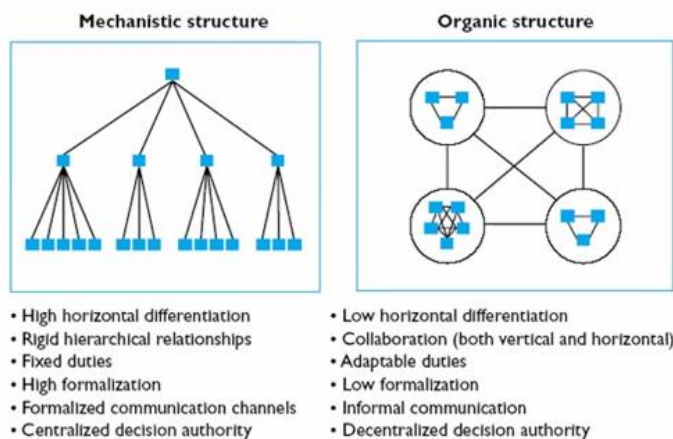 Mechanistic structure
Organic structure
• High horizontal differentiation
• Rigid hierarchical relationships
• Fixed duties
• High formalization
• Formalized communication channels
• Centralized decision authority
• Low horizontal differentiation
• Collaboration (both vertical and horizontal)
• Adaptable duties
• Low formalization
• Informal communication
• Decentralized decision authority